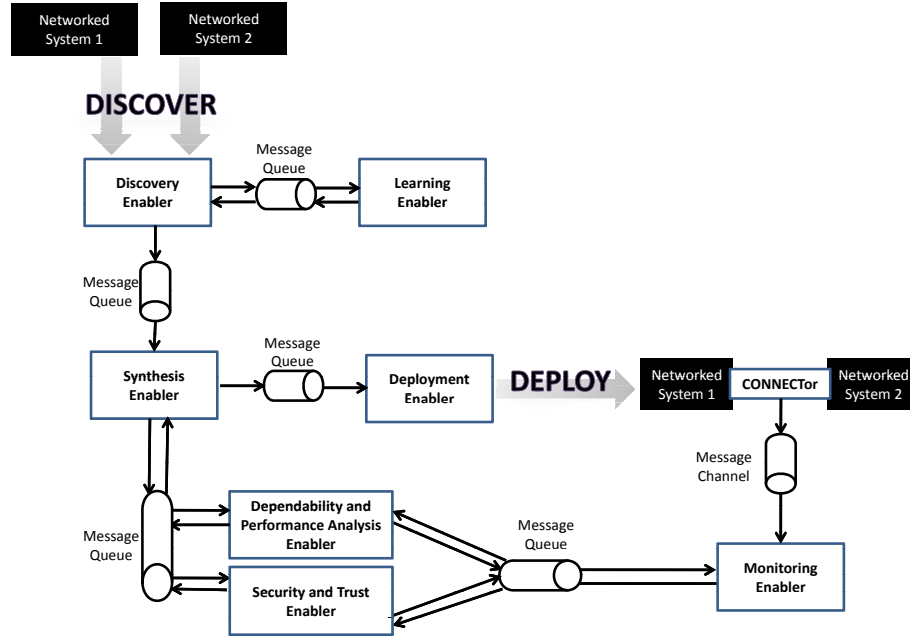 Networked
System 1
Networked
System 2
DISCOVER
Message
Queue
Discovery
Enabler
Learning
Enabler
Message
Queue
Message
Queue
Synthesis
Enabler
Deployment
Enabler
DEPLOY
Networked
System 1
CONNECTor
Networked
System 2
Message
Channel
Message
Queue
Dependability and
Performance Analysis
Enabler
Message
Queue
Security and Trust
Enabler
Monitoring
Enabler